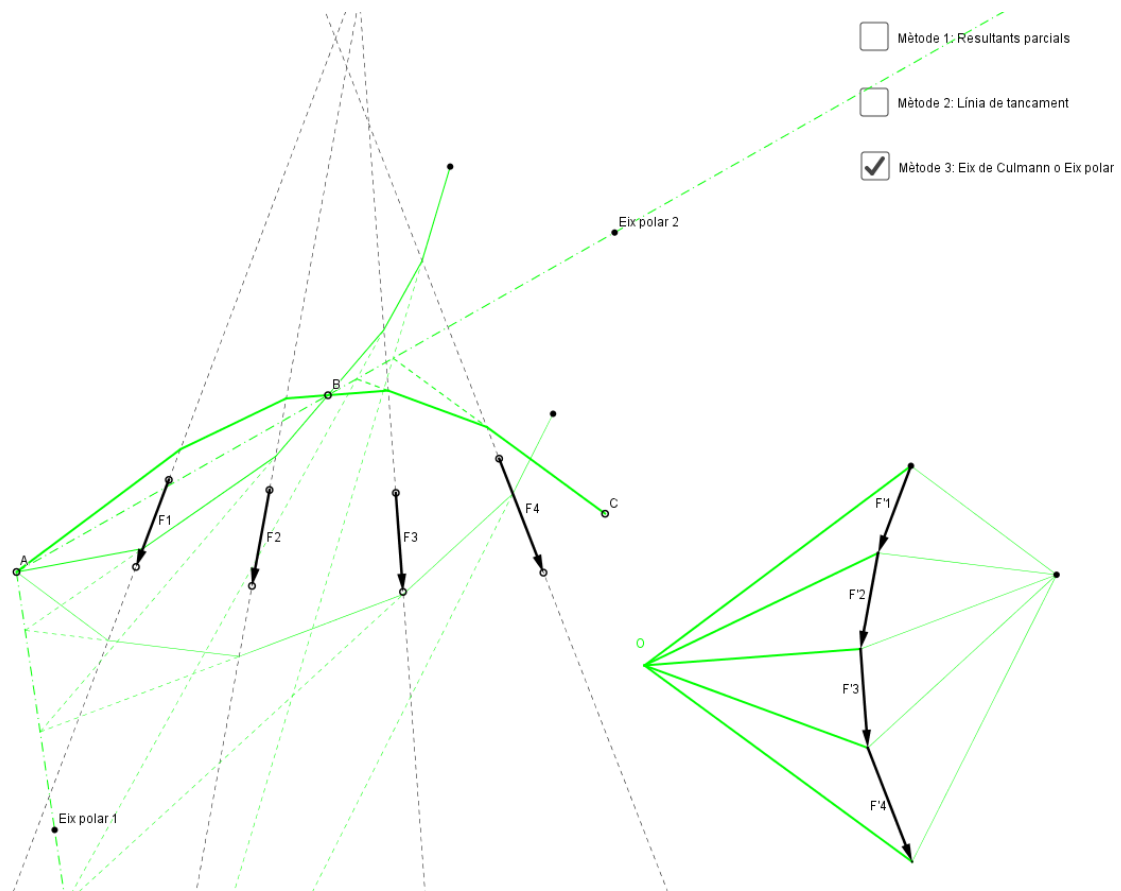 Mètode 1: Resultants parcials
Mètode 2: Línia de tancament
Mètode 3: Eix de Culmann o Eix polar
Eix polar 2
B
A
F1
F2
F3
F4
C
Eix polar 1
O
F'1
F'2
F'3
F'4